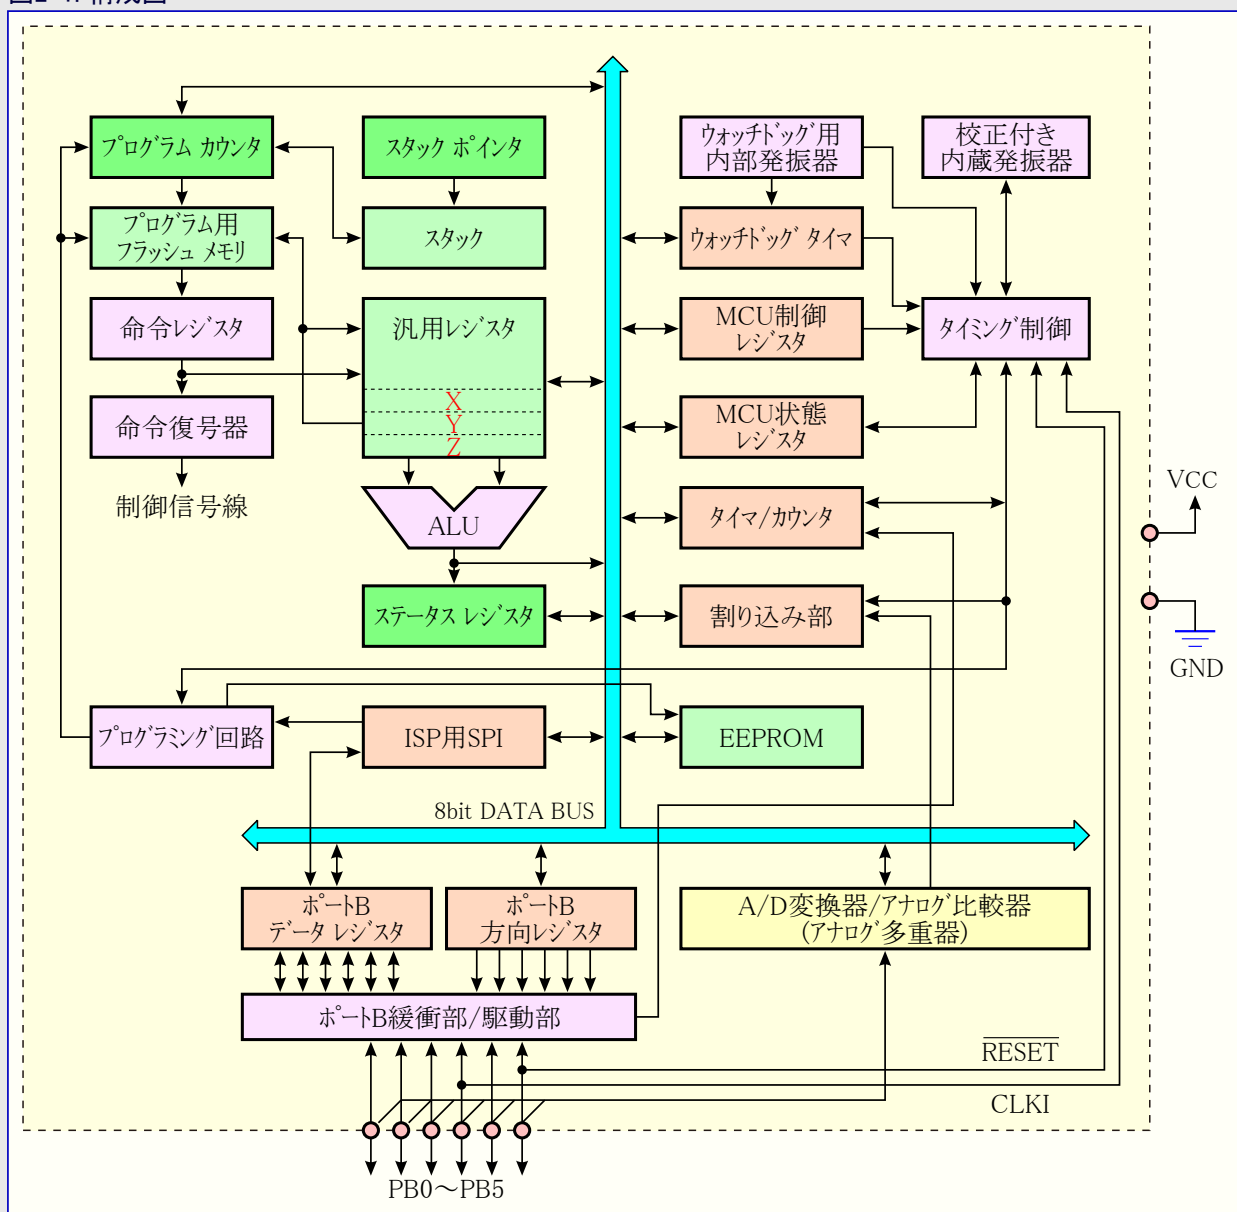 プログラム カウンタ
スタック ポインタ
ウォッチドッグ用
内部発振器
校正付き
内蔵発振器
プログラム用
フラッシュ メモリ
スタック
ウォッチドッグ タイマ
命令レジスタ
汎用レジスタ
X
Y
Z
MCU制御
レジスタ
タイミング制御
命令復号器
MCU状態
レジスタ
制御信号線
ALU
タイマ/カウンタ
VCC
ステータス レジスタ
割り込み部
GND
プログラミング回路
ISP用SPI
EEPROM
8bit DATA BUS
ポートB
データ レジスタ
ポートB
方向レジスタ
A/D変換器/アナログ比較器
(アナログ多重器)
ポートB緩衝部/駆動部
RESET
CLKI
PB0～PB5